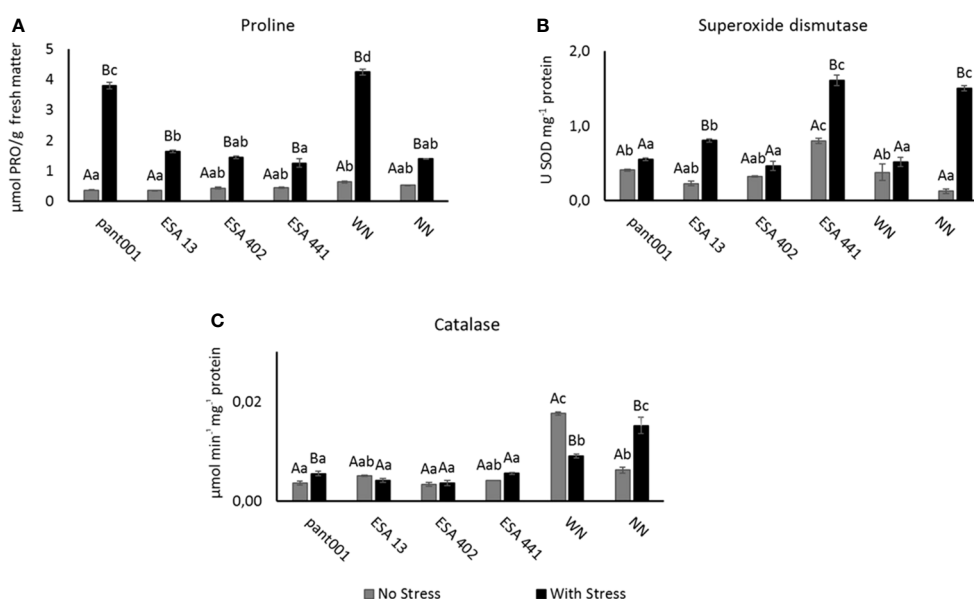 A
Proline
µmol PRO/g fresh matter
5
4
3
2
1
0
Aa
Bc
Aa
Bb
Aab
Bab
Aab
Ba
Ab
Bd
Aab
Bab
pant001
ESA 13
ESA 402
ESA 441
WN
NN
B
Superoxide dismutase
U SOD mg⁻¹ protein
2,0
1,0
0,0
Ab
Aa
Aab
Bb
Aab
Aa
Ac
Bc
Ab
Aa
Aa
Bc
pant001
ESA 13
ESA 402
ESA 441
WN
NN
C
Catalase
µmol min⁻¹ mg⁻¹ protein
0,02
0,00
Aa
Ba
Aab
Aa
Aa
Aa
Aab
Aa
Ac
Bb
Ab
Bc
pant001
ESA 13
ESA 402
ESA 441
WN
NN
No Stress
With Stress